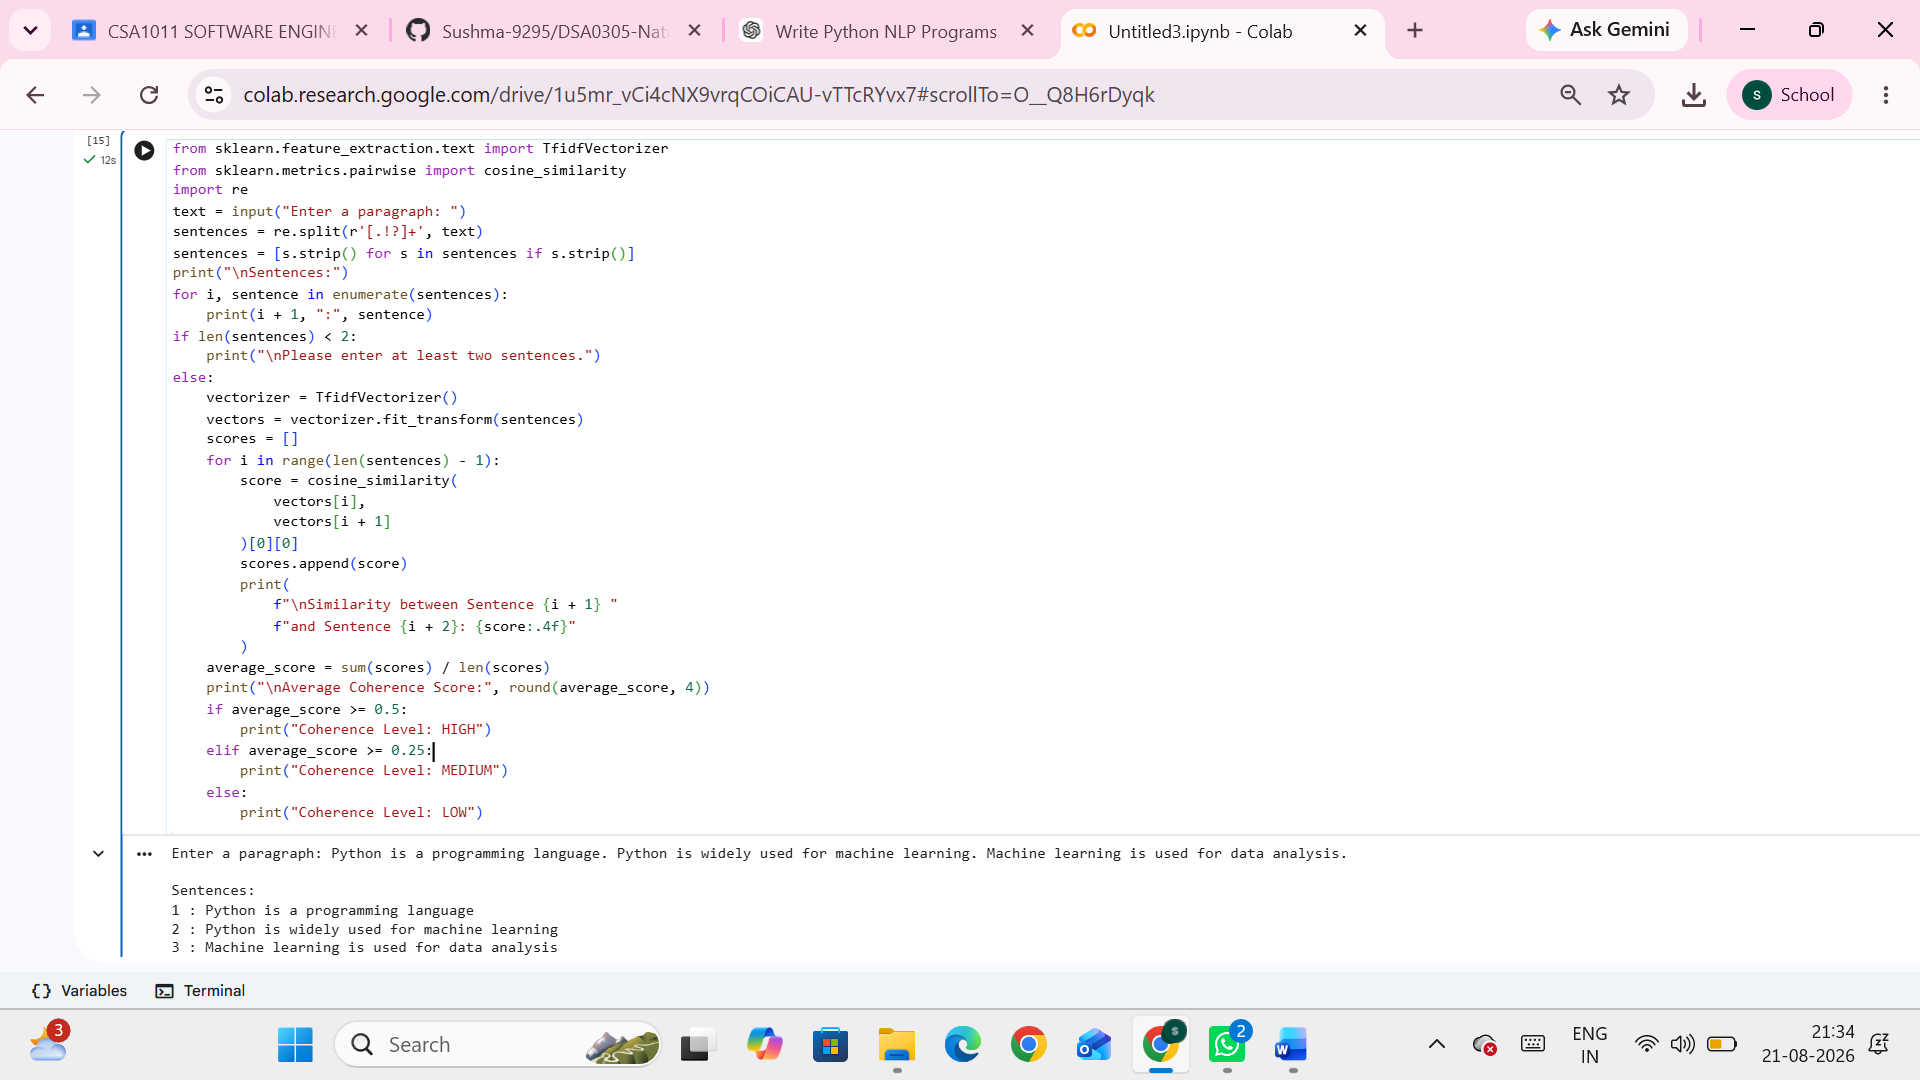 CSA1011 SOFTWARE ENGIN
Sushma-9295/DSA0305-Nat
Write Python NLP Programs
Untitled3.ipynb - Colab
Ask Gemini
colab.research.google.com/drive/1u5mr_vCi4cNX9vrqCOiCAU-vTTcRYvx7#scrollTo=O__Q8H6rDyqk
S
School
[15]
12s
from sklearn.feature_extraction.text import TfidfVectorizer
from sklearn.metrics.pairwise import cosine_similarity
import re
text = input("Enter a paragraph: ")
sentences = re.split(r'[.!?]+', text)
sentences = [s.strip() for s in sentences if s.strip()]
print("\nSentences:")
for i, sentence in enumerate(sentences):
    print(i + 1, ":", sentence)
if len(sentences) < 2:
    print("\nPlease enter at least two sentences.")
else:
    vectorizer = TfidfVectorizer()
    vectors = vectorizer.fit_transform(sentences)
    scores = []
    for i in range(len(sentences) - 1):
        score = cosine_similarity(
            vectors[i],
            vectors[i + 1]
        )[0][0]
        scores.append(score)
        print(
            f"\nSimilarity between Sentence {i + 1} "
            f"and Sentence {i + 2}: {score:.4f}"
        )
    average_score = sum(scores) / len(scores)
    print("\nAverage Coherence Score:", round(average_score, 4))
    if average_score >= 0.5:
        print("Coherence Level: HIGH")
    elif average_score >= 0.25:
        print("Coherence Level: MEDIUM")
    else:
        print("Coherence Level: LOW")
Enter a paragraph: Python is a programming language. Python is widely used for machine learning. Machine learning is used for data analysis.
Sentences:
1 : Python is a programming language
2 : Python is widely used for machine learning
3 : Machine learning is used for data analysis
Variables
Terminal
3
Search
S
2
ENG
IN
21:34
21-08-2026